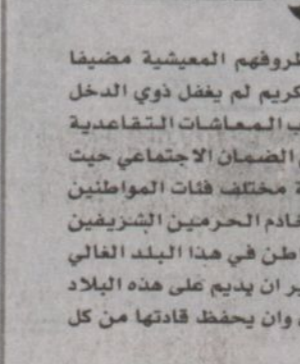 ظروفهم المعيشية مضيفا
كريم لم يغفل ذوي الدخل
المعاشات التقاعدية
الضمان الاجتماعي حيث
مختلف فئات المواطنين
خادم الحرمين الشريفين
طن في هذا البلد الغالي
ير ان يديم على هذه البلاد
وان يحفظ قادتها من كل